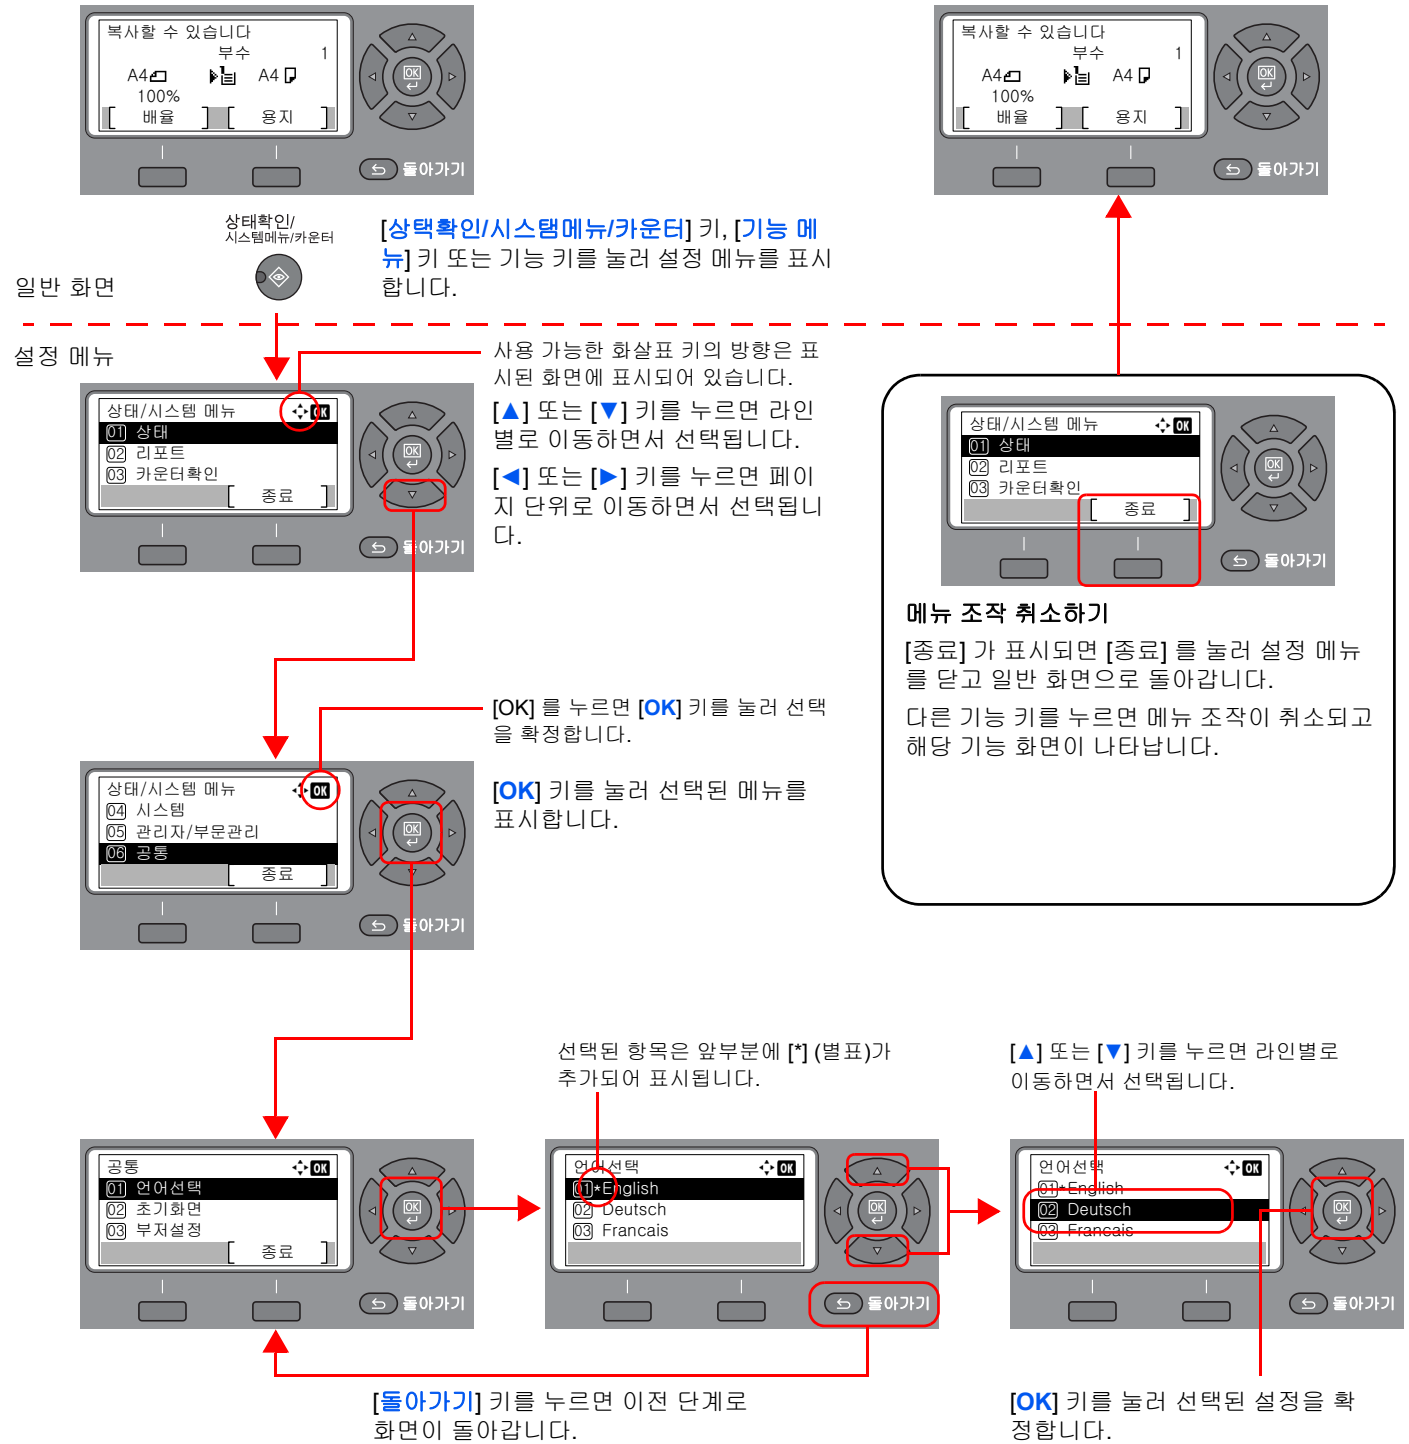 복사할 수 있습니다
부수 1
A4 A4
100%
[ 배율 ] [ 용지 ]
돌아가기
복사할 수 있습니다
부수 1
A4 A4
100%
[ 배율 ] [ 용지 ]
돌아가기
상태확인/
시스템메뉴/카운터
[상택확인/시스탬메뉴/카운터] 키, [기능 메
뉴] 키 또는 기능 키를 눌러 설정 메뉴를 표시
합니다.
일반 화면
설정 메뉴
사용 가능한 화살표 키의 방향은 표
시된 화면에 표시되어 있습니다.
[▲] 또는 [▼] 키를 누르면 라인
별로 이동하면서 선택됩니다.
[◀] 또는 [▶] 키를 누르면 페이
지 단위로 이동하면서 선택됩니
다.
상태/시스템 메뉴 OK
01 상태
02 리포트
03 카운터확인
[ 종료 ]
OK
돌아가기
상태/시스템 메뉴 OK
01 상태
02 리포트
03 카운터확인
[ 종료 ]
OK
돌아가기
메뉴 조작 취소하기
[종료] 가 표시되면 [종료] 를 눌러 설정 메뉴
를 닫고 일반 화면으로 돌아갑니다.
다른 기능 키를 누르면 메뉴 조작이 취소되고
해당 기능 화면이 나타납니다.
[OK] 를 누르면 [OK] 키를 눌러 선택
을 확정합니다.
[OK] 키를 눌러 선택된 메뉴를
표시합니다.
상태/시스템 메뉴 OK
04 시스템
05 관리자/부문관리
06 공통
[ 종료 ]
OK
돌아가기
선택된 항목은 앞부분에 [*] (별표)가
추가되어 표시됩니다.
[▲] 또는 [▼] 키를 누르면 라인별로
이동하면서 선택됩니다.
공통 OK
01 언어선택
02 초기화면
03 부저설정
[ 종료 ]
OK
돌아가기
언어선택 OK
01*English
02 Deutsch
03 Francais
OK
돌아가기
언어선택 OK
01*English
02 Deutsch
03 Francais
OK
돌아가기
[돌아가기] 키를 누르면 이전 단계로
화면이 돌아갑니다.
[OK] 키를 눌러 선택된 설정을 확
정합니다.